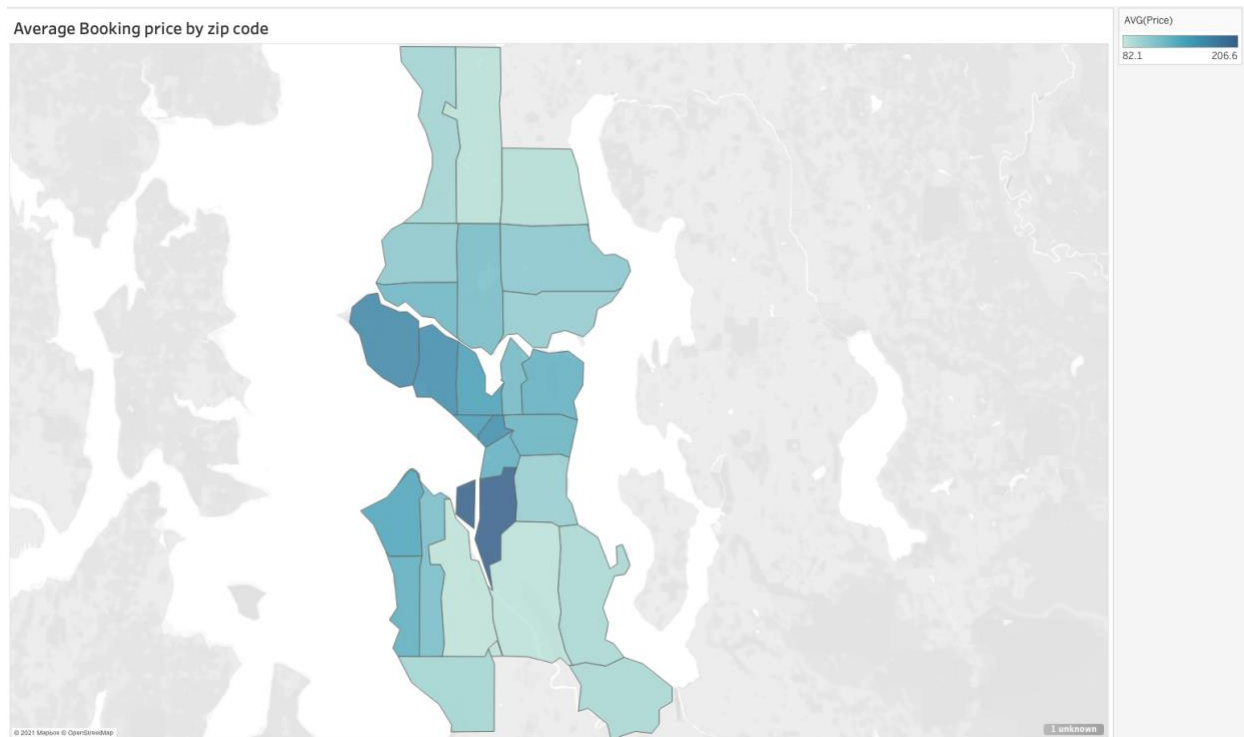 Average Booking price by zip code
AVG(Price)
82.1 206.6
© 2021 Mapbox © OpenStreetMap
1 unknown